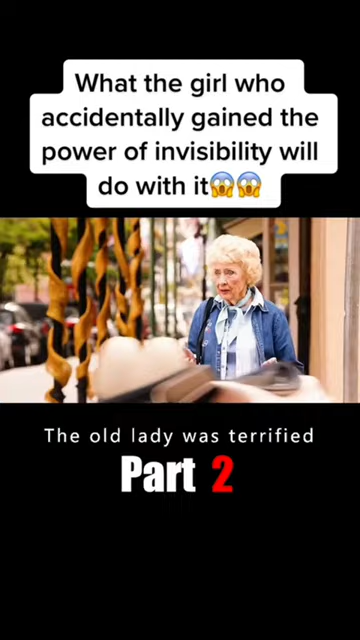 What the girl who
accidentally gained the
power of invisibility will
do with it😱😱
The old lady was terrified
Part 2